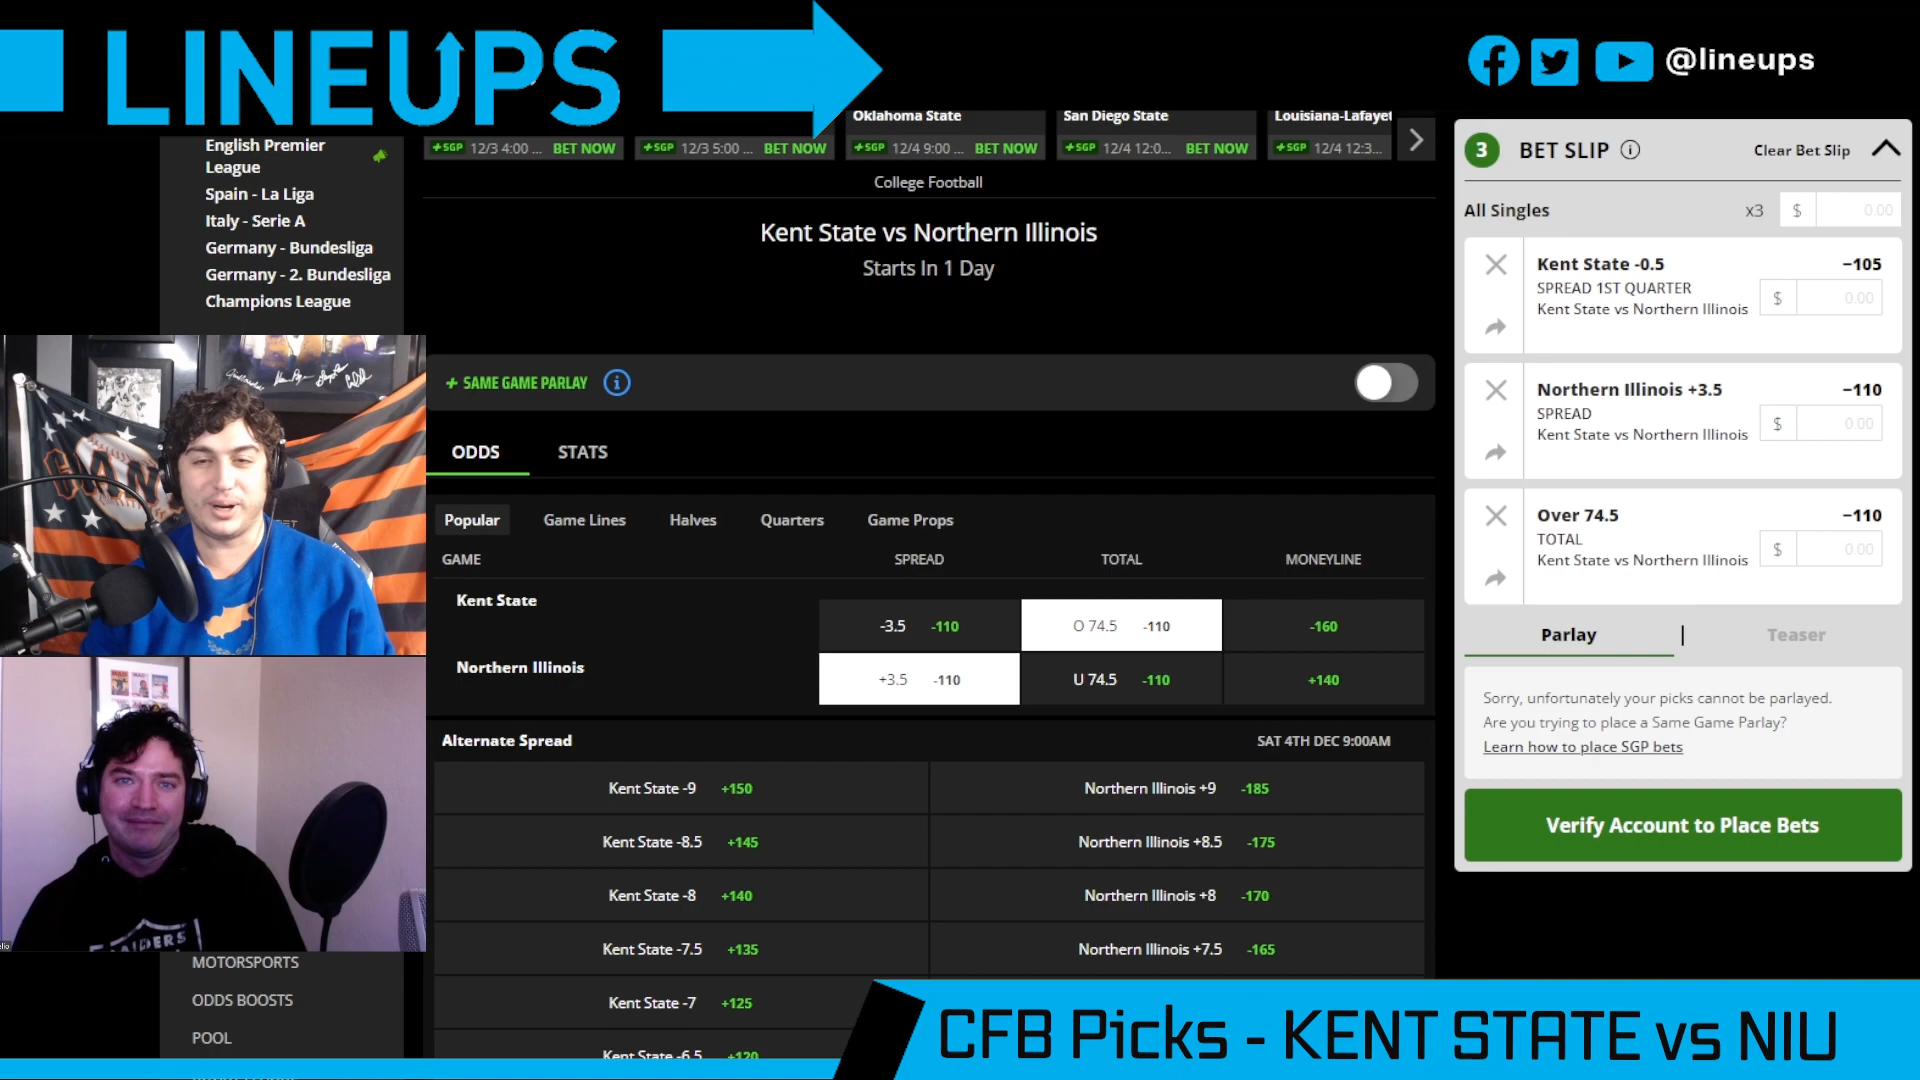 LINEUPS
@lineups
Oklahoma State
San Diego State
Louisiana-Lafayet
+SGP 12/3 4:00 ... BET NOW
+SGP 12/3 5:00 ... BET NOW
+SGP 12/4 9:00 ... BET NOW
+SGP 12/4 12:0... BET NOW
+SGP 12/4 12:3...
English Premier
League
Spain - La Liga
Italy - Serie A
Germany - Bundesliga
Germany - 2. Bundesliga
Champions League
College Football
Kent State vs Northern Illinois
Starts In 1 Day
+ SAME GAME PARLAY
ODDS STATS
Popular Game Lines Halves Quarters Game Props
GAME SPREAD TOTAL MONEYLINE
Kent State
-3.5 -110 O 74.5 -110 -160
Northern Illinois
+3.5 -110 U 74.5 -110 +140
Alternate Spread SAT 4TH DEC 9:00AM
Kent State -9 +150 Northern Illinois +9 -185
Kent State -8.5 +145 Northern Illinois +8.5 -175
Kent State -8 +140 Northern Illinois +8 -170
Kent State -7.5 +135 Northern Illinois +7.5 -165
Kent State -7 +125
Kent State -6.5 +120
3 BET SLIP Clear Bet Slip
All Singles x3 $ 0.00
Kent State -0.5 −105
SPREAD 1ST QUARTER
Kent State vs Northern Illinois
$ 0.00
Northern Illinois +3.5 −110
SPREAD
Kent State vs Northern Illinois
$ 0.00
Over 74.5 −110
TOTAL
Kent State vs Northern Illinois
$ 0.00
Parlay | Teaser
Sorry, unfortunately your picks cannot be parlayed.
Are you trying to place a Same Game Parlay?
Learn how to place SGP bets
Verify Account to Place Bets
GIAN
RAIDERS
MOTORSPORTS
ODDS BOOSTS
POOL
CFB Picks - KENT STATE vs NIU